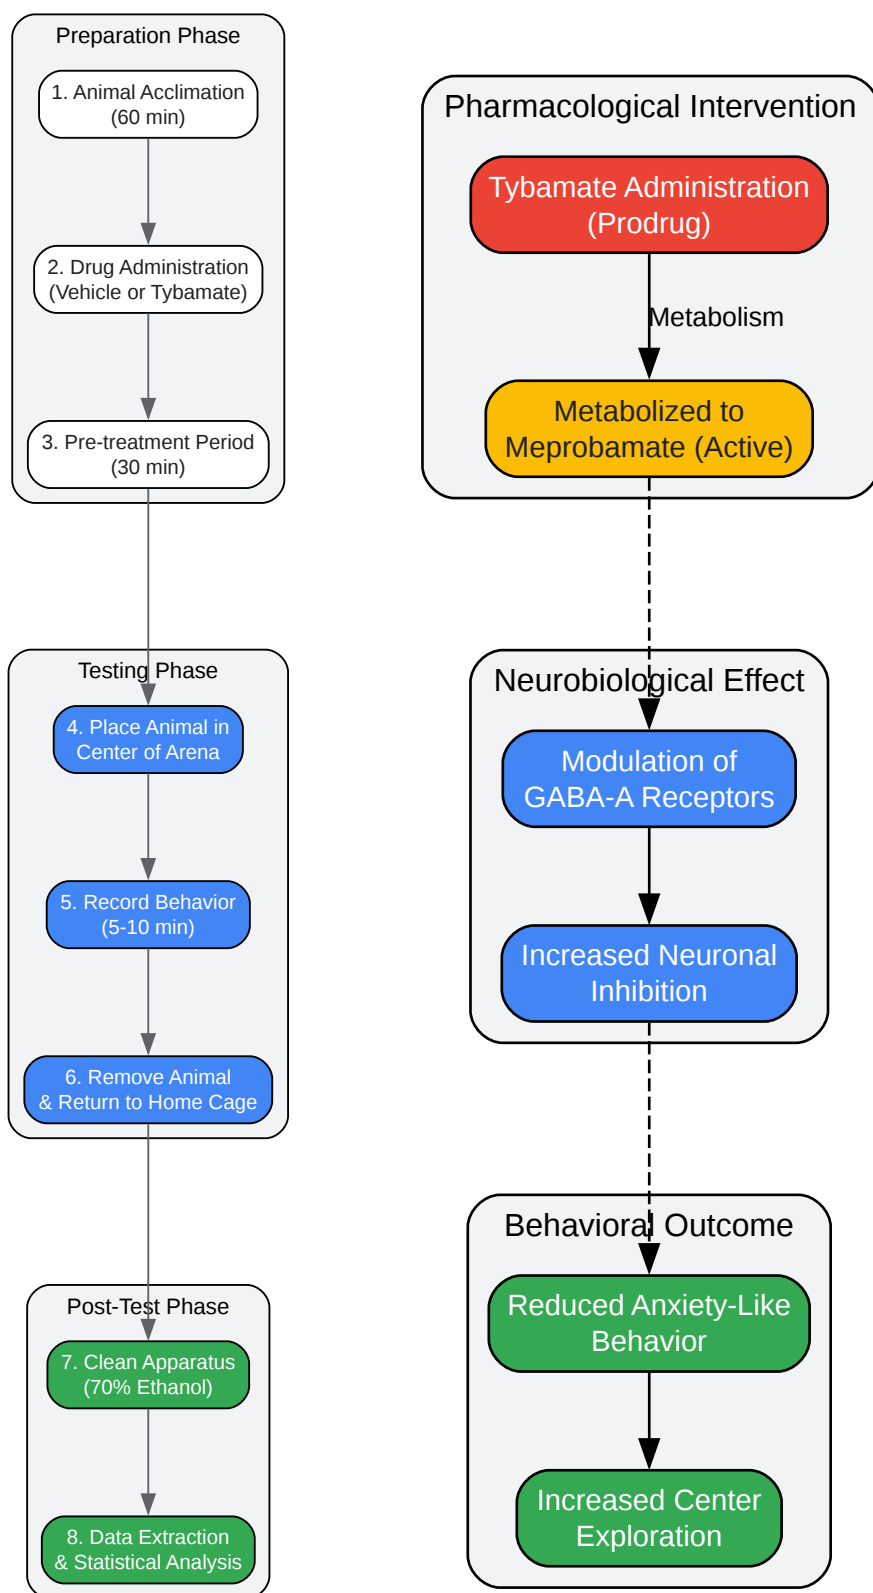 Preparation Phase
1. Animal Acclimation
(60 min)
2. Drug Administration
(Vehicle or Tybamate)
3. Pre-treatment Period
(30 min)
Testing Phase
4. Place Animal in
Center of Arena
5. Record Behavior
(5-10 min)
6. Remove Animal
& Return to Home Cage
Post-Test Phase
7. Clean Apparatus
(70% Ethanol)
8. Data Extraction
& Statistical Analysis
Pharmacological Intervention
Tybamate Administration
(Prodrug)
Metabolism
Metabolized to
Meprobamate (Active)
Neurobiological Effect
Modulation of
GABA-A Receptors
Increased Neuronal
Inhibition
Behavioral Outcome
Reduced Anxiety-Like
Behavior
Increased Center
Exploration